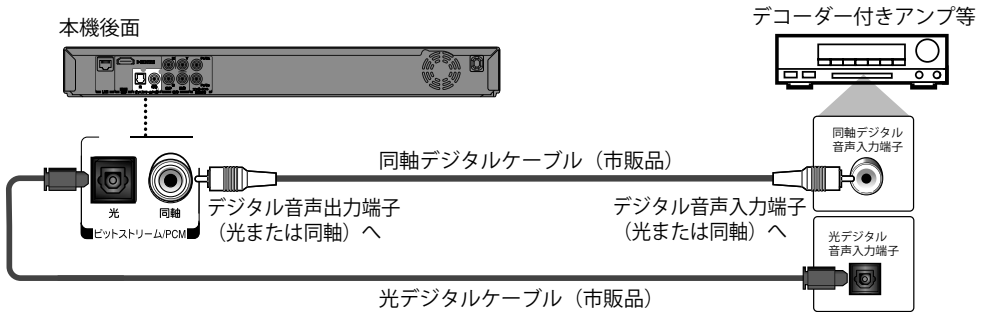 デコーダー付きアンプ等
本機後面
同軸デジタル
音声入力端子
同軸デジタルケーブル（市販品）
光
同軸
ビットストリーム/PCM
デジタル音声出力端子
（光または同軸）へ
デジタル音声入力端子
（光または同軸）へ
光デジタル
音声入力端子
光デジタルケーブル（市販品）